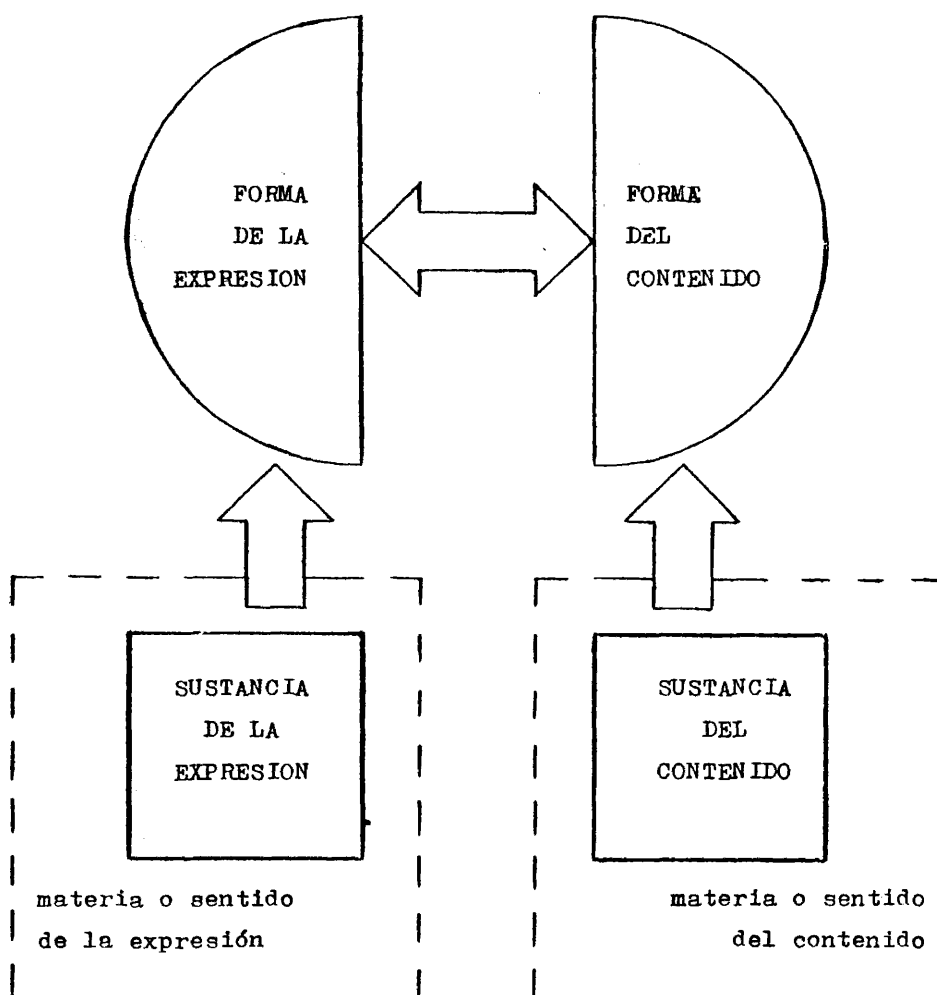 FORMA
DE LA
EXPRESION
FORMA
DEL
CONTENIDO
SUSTANCIA
DE LA
EXPRESION
SUSTANCIA
DEL
CONTENIDO
materia o sentido
de la expresión
materia o sentido
del contenido